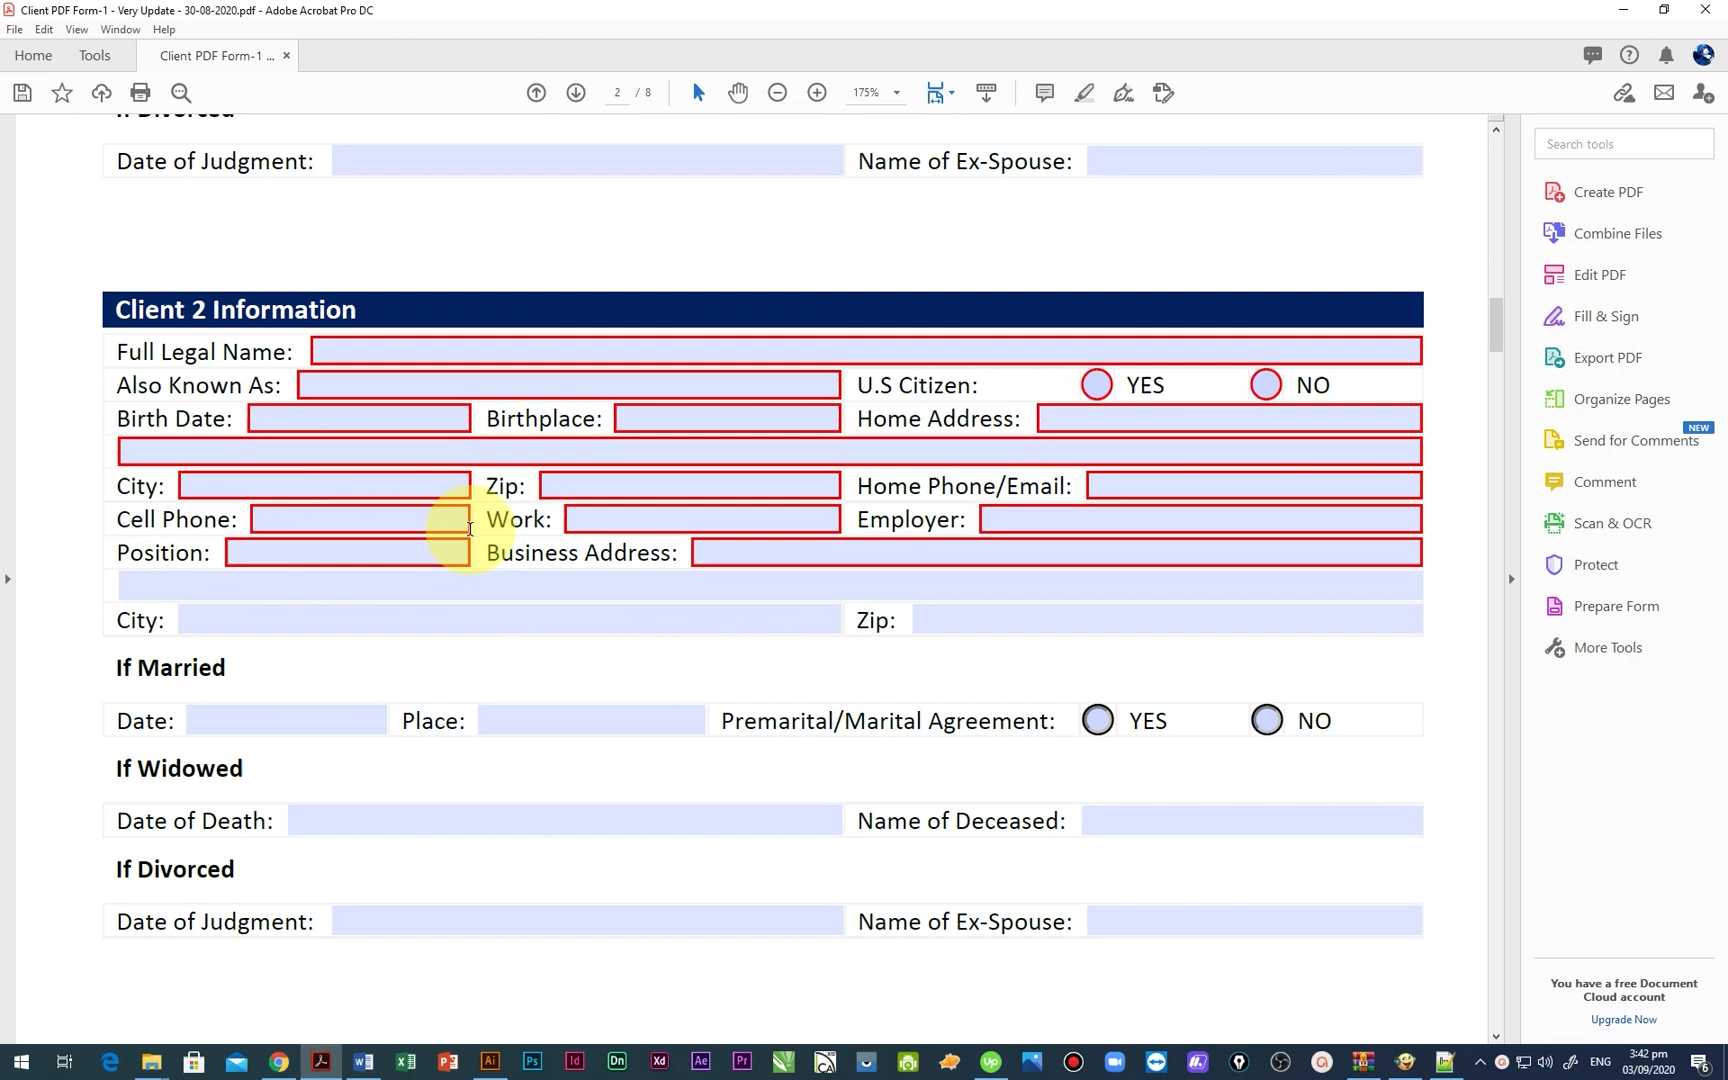 Client PDF Form-1 - Very Update - 30-08-2020.pdf - Adobe Acrobat Pro DC
File Edit View Window Help
Home Tools Client PDF Form-1 ... ×
2 / 8 175%
Search tools
Date of Judgment: Name of Ex-Spouse:
Client 2 Information
Full Legal Name:
Also Known As: U.S Citizen: YES NO
Birth Date: Birthplace: Home Address:
City: Zip: Home Phone/Email:
Cell Phone: Work: Employer:
Position: Business Address:
City: Zip:
If Married
Date: Place: Premarital/Marital Agreement: YES NO
If Widowed
Date of Death: Name of Deceased:
If Divorced
Date of Judgment: Name of Ex-Spouse:
Create PDF
Combine Files
Edit PDF
Fill & Sign
Export PDF
Organize Pages
NEW
Send for Comments
Comment
Scan & OCR
Protect
Prepare Form
More Tools
You have a free Document
Cloud account
Upgrade Now
ENG 3:42 pm
03/09/2020